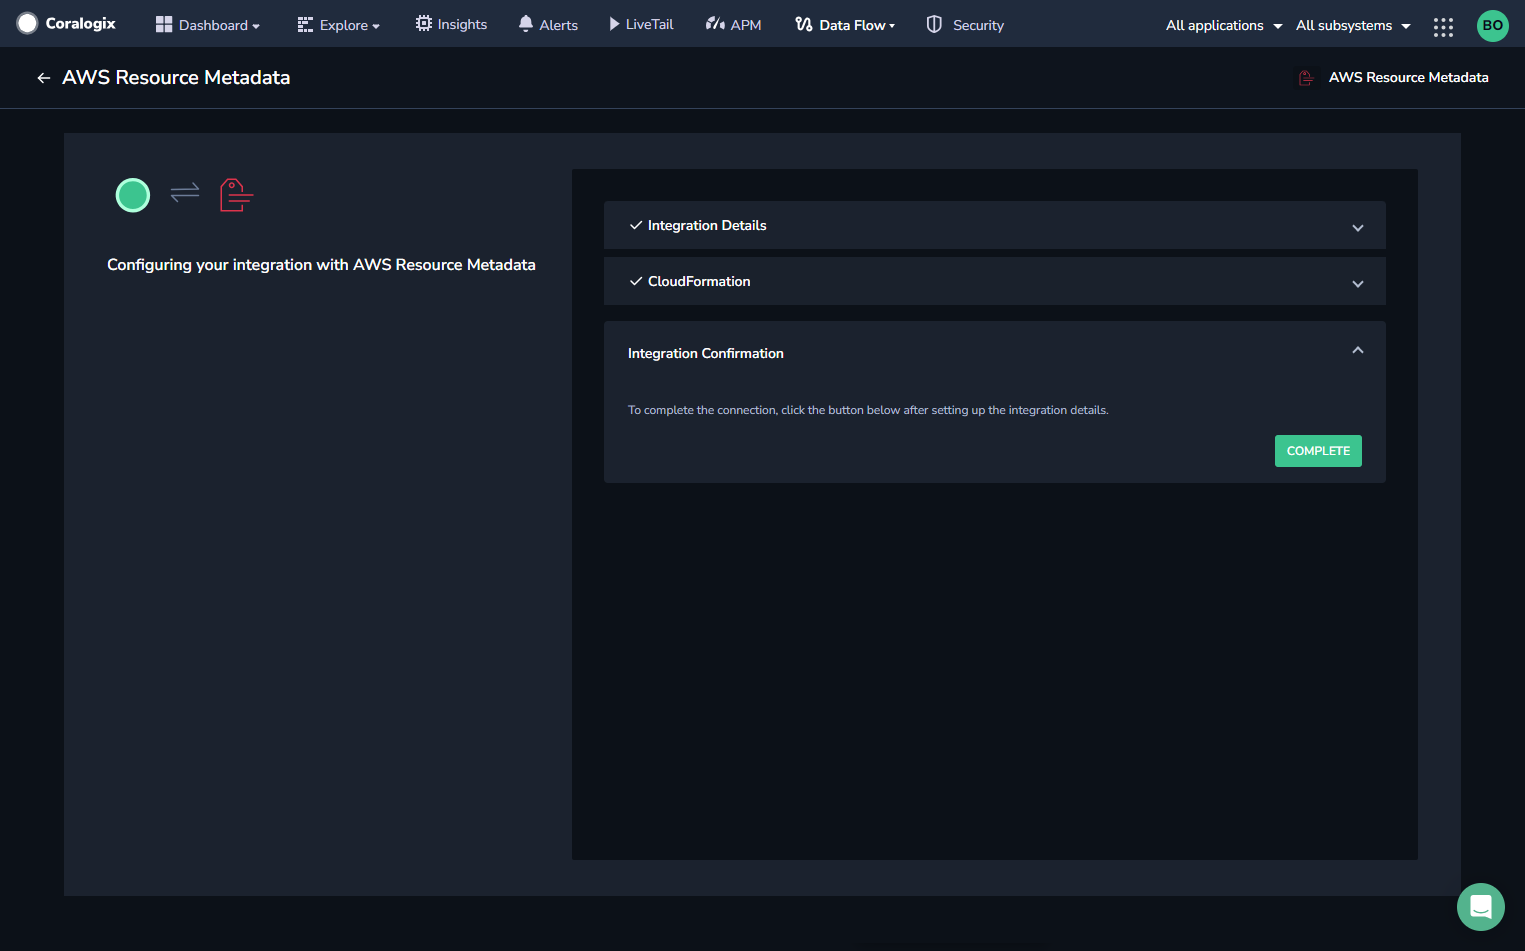 Coralogix Dashboard Explore Insights Alerts LiveTail APM Data Flow Security All applications All subsystems BO
AWS Resource Metadata AWS Resource Metadata
Configuring your integration with AWS Resource Metadata
Integration Details
CloudFormation
Integration Confirmation
To complete the connection, click the button below after setting up the integration details.
COMPLETE